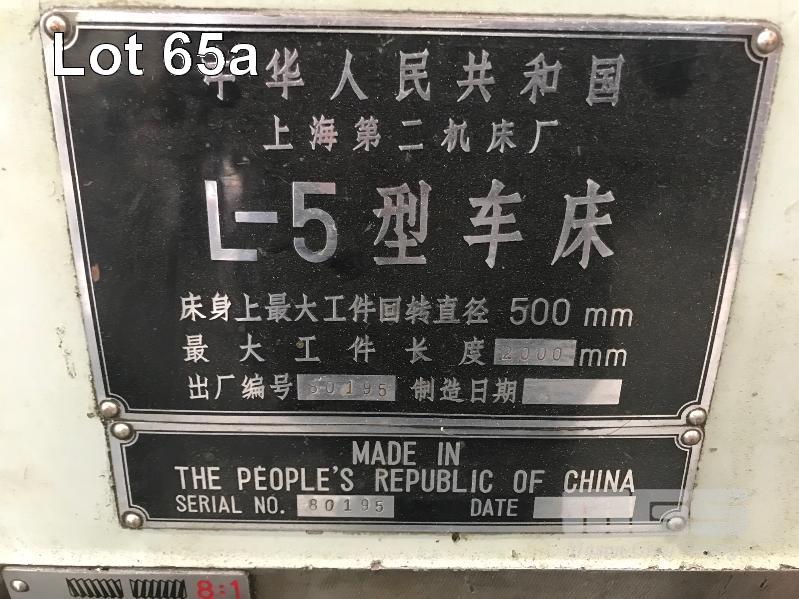 Lot 65a
中华人民共和国
上海第二机床厂
L-5型车床
床身上最大工件回转直径 500 mm
最大工件长度 2000 mm
出厂编号 80195 制造日期
MADE IN
THE PEOPLE'S REPUBLIC OF CHINA
SERIAL NO. 80195 DATE
8:1